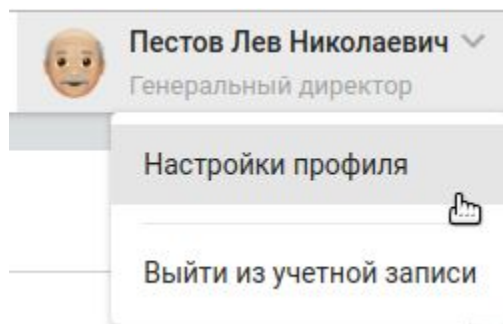 Пестов Лев Николаевич
Генеральный директор
Настройки профиля
Выйти из учетной записи